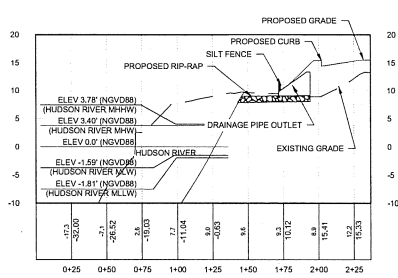 PROPOSED GRADE
20
20
PROPOSED CURB
SILT FENCE
15
15
PROPOSED RIP-RAP
10
10
ELEV 3.78' (NGVD88)
(HUDSON RIVER MHHW)
5
5
ELEV 3.40' (NGVD88)
DRAINAGE PIPE OUTLET
(HUDSON RIVER MHW)
ELEV 0.0' (NGVD88)
0
0
HUDSON RIVER
EXISTING GRADE
ELEV -1.59' (NGVD88)
(HUDSON RIVER MLW)
-5
-5
ELEV -1.81' (NGVD88)
(HUDSON RIVER MLLW)
-10
-10
-17.3
-32.00
-7.1
-26.52
2.6
-19.03
7.7
-11.04
9.0
-0.63
9.6
9.3
10.12
8.9
15.41
12.2
15.33
0+25
0+50
0+75
1+00
1+25
1+50
1+75
2+00
2+25